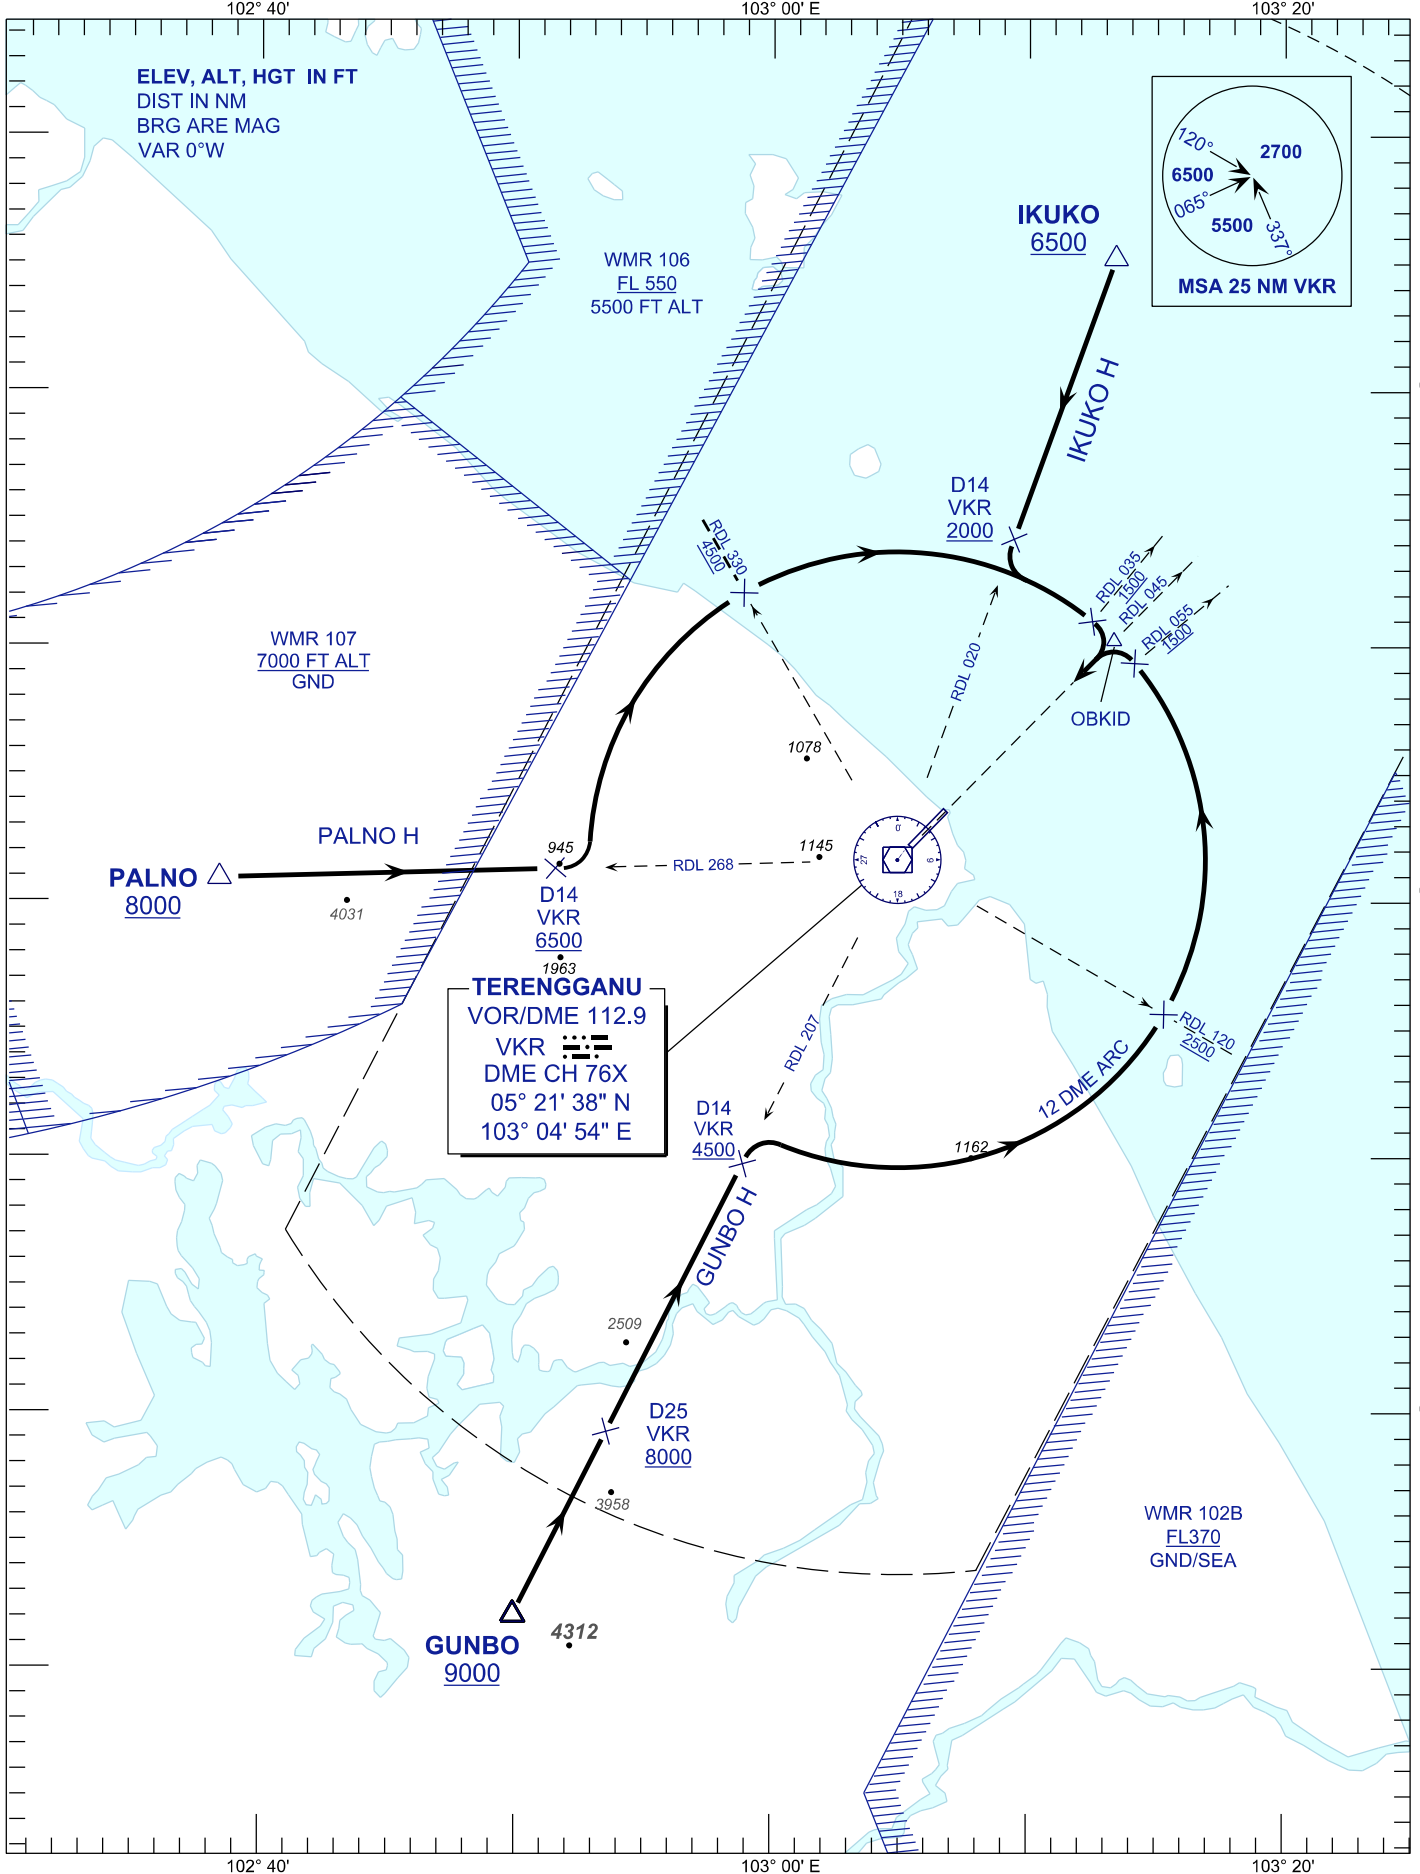 102° 40'
103° 00' E
103° 20'
ELEV, ALT, HGT IN FT
DIST IN NM
BRG ARE MAG
VAR 0°W
120°
2700
6500
065°
5500
337°
MSA 25 NM VKR
IKUKO
6500
WMR 106
FL 550
5500 FT ALT
IKUKO H
D14
VKR
2000
RDL 330
4500
RDL 035
1500
RDL 045
RDL 055
1500
WMR 107
7000 FT ALT
GND
RDL 020
OBKID
1078
PALNO H
945
1145
RDL 268
0
9
18
27
PALNO
8000
4031
D14
VKR
6500
1963
TERENGGANU
VOR/DME 112.9
VKR
DME CH 76X
05° 21' 38" N
103° 04' 54" E
RDL 207
RDL 120
2500
12 DME ARC
D14
VKR
4500
1162
GUNBO H
2509
D25
VKR
8000
3958
WMR 102B
FL370
GND/SEA
GUNBO
9000
4312
102° 40'
103° 00' E
103° 20'